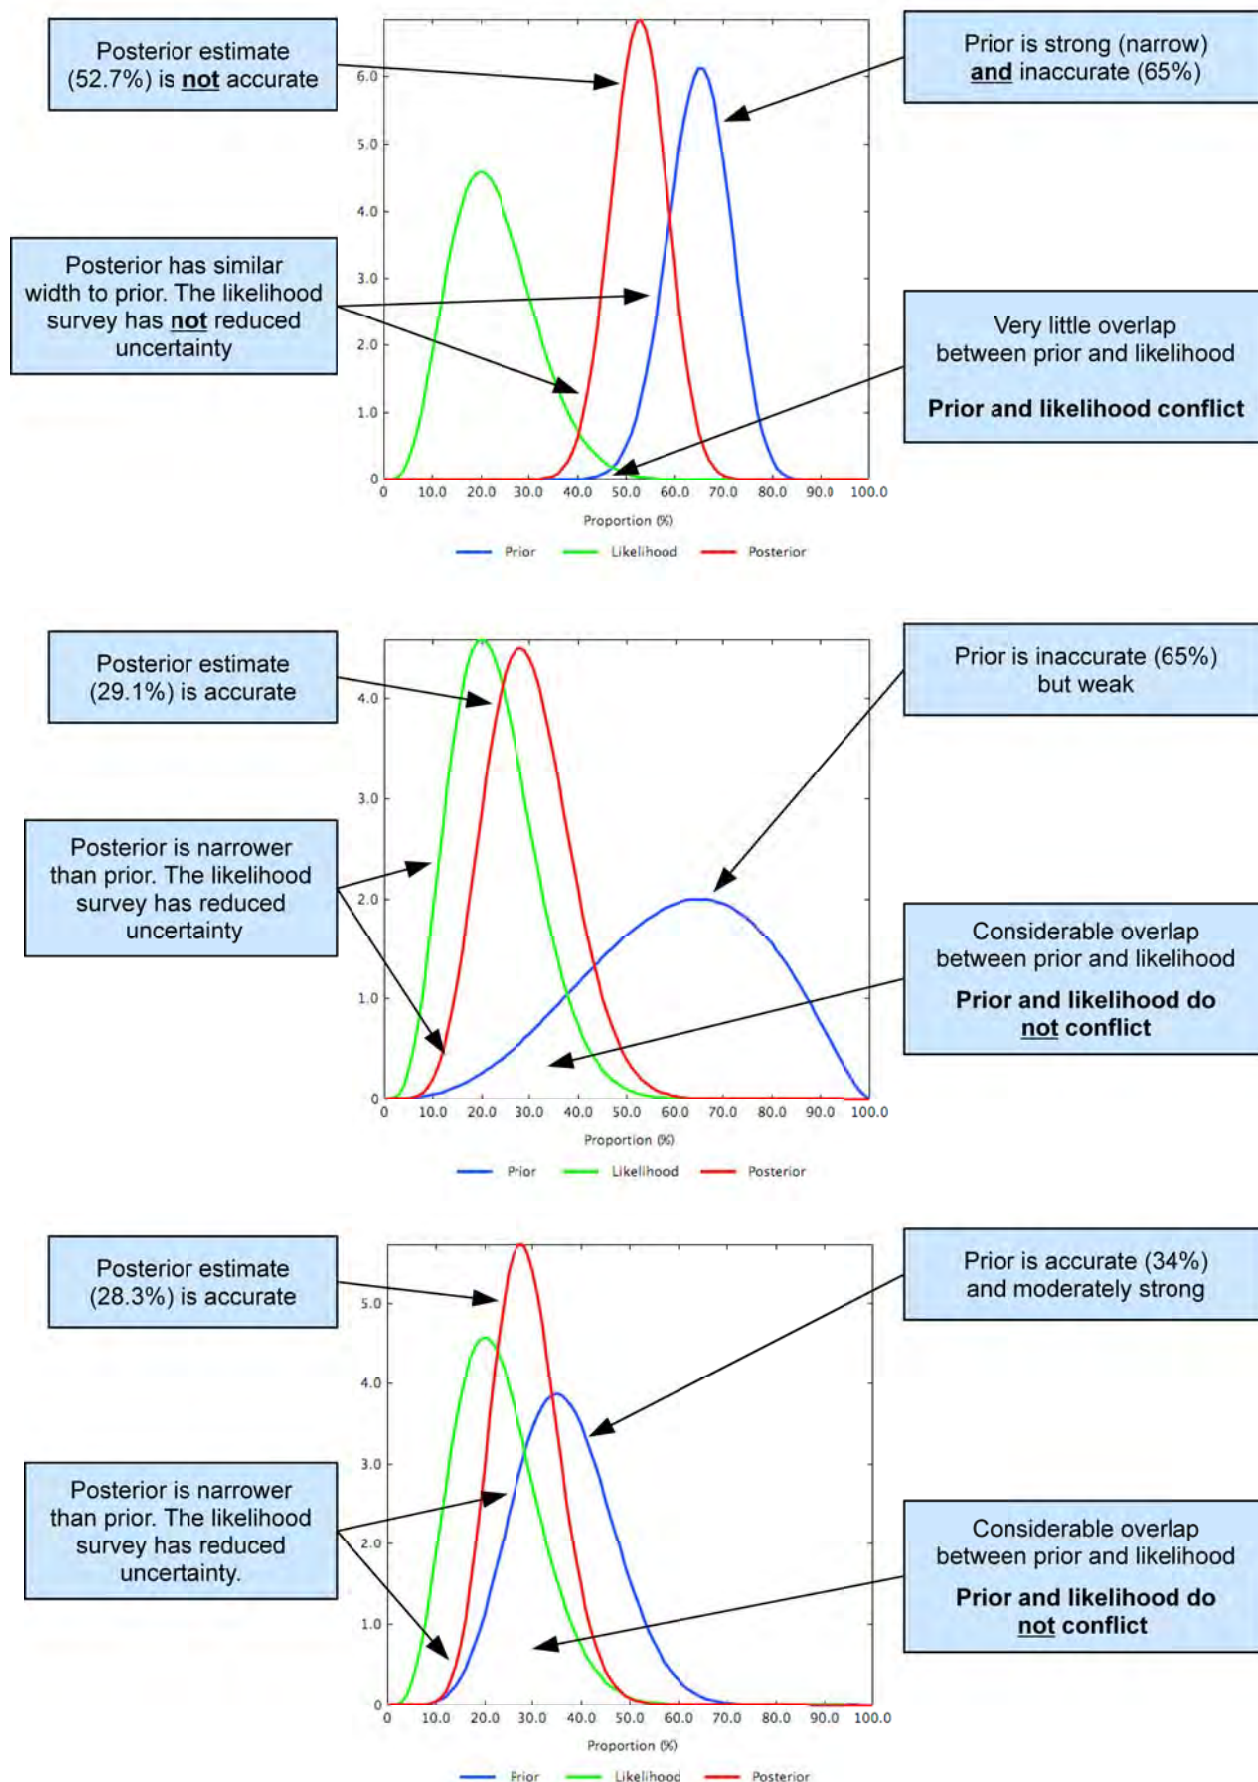 Posterior estimate
(52.7%) is not accurate
Prior is strong (narrow)
and inaccurate (65%)
Posterior has similar
width to prior. The likelihood
survey has not reduced
uncertainty
Very little overlap
between prior and likelihood
Prior and likelihood conflict
6.0
5.0
4.0
3.0
2.0
1.0
0
0 10.0 20.0 30.0 40.0 50.0 60.0 70.0 80.0 90.0 100.0
Proportion (%)
Prior Likelihood Posterior
Posterior estimate
(29.1%) is accurate
Prior is inaccurate (65%)
but weak
Posterior is narrower
than prior. The likelihood
survey has reduced
uncertainty
Considerable overlap
between prior and likelihood
Prior and likelihood do
not conflict
4.0
3.0
2.0
1.0
0
0 10.0 20.0 30.0 40.0 50.0 60.0 70.0 80.0 90.0 100.0
Proportion (%)
Prior Likelihood Posterior
Posterior estimate
(28.3%) is accurate
Prior is accurate (34%)
and moderately strong
Posterior is narrower
than prior. The likelihood
survey has reduced
uncertainty.
Considerable overlap
between prior and likelihood
Prior and likelihood do
not conflict
5.0
4.0
3.0
2.0
1.0
0
0 10.0 20.0 30.0 40.0 50.0 60.0 70.0 80.0 90.0 100.0
Proportion (%)
Prior Likelihood Posterior